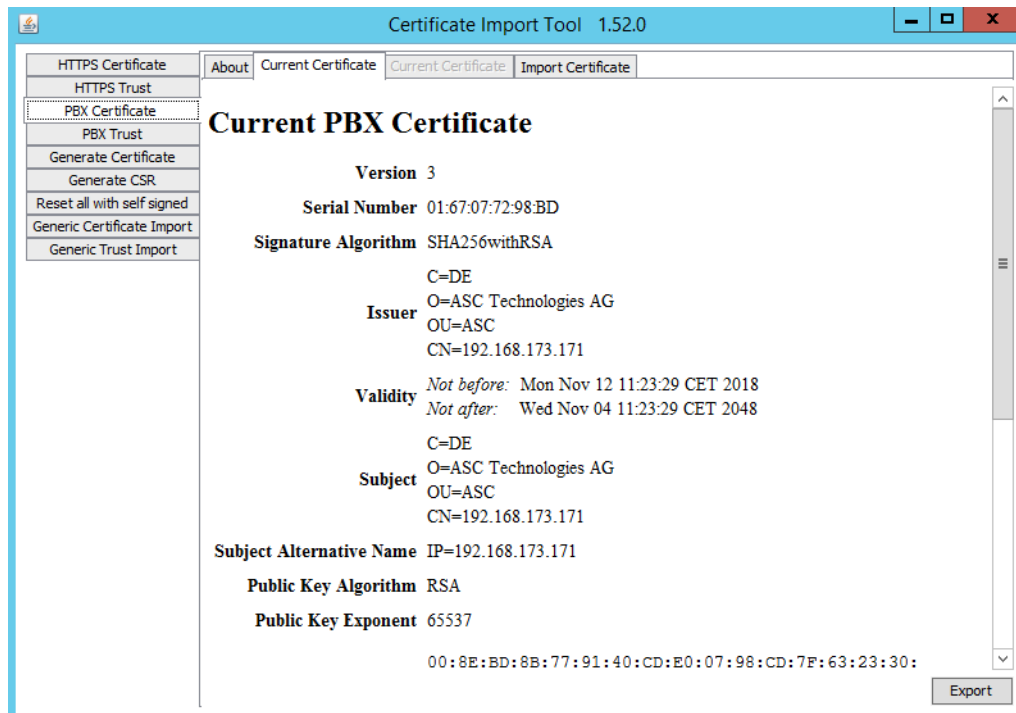 Certificate Import Tool 1.52.0
HTTPS Certificate
HTTPS Trust
PBX Certificate
PBX Trust
Generate Certificate
Generate CSR
Reset all with self signed
Generic Certificate Import
Generic Trust Import
About Current Certificate Current Certificate Import Certificate
Current PBX Certificate
Version 3
Serial Number 01:67:07:72:98:BD
Signature Algorithm SHA256withRSA
Issuer
C=DE
O=ASC Technologies AG
OU=ASC
CN=192.168.173.171
Validity
Not before: Mon Nov 12 11:23:29 CET 2018
Not after: Wed Nov 04 11:23:29 CET 2048
Subject
C=DE
O=ASC Technologies AG
OU=ASC
CN=192.168.173.171
Subject Alternative Name IP=192.168.173.171
Public Key Algorithm RSA
Public Key Exponent 65537
00:8E:BD:8B:77:91:40:CD:E0:07:98:CD:7F:63:23:30:
Export